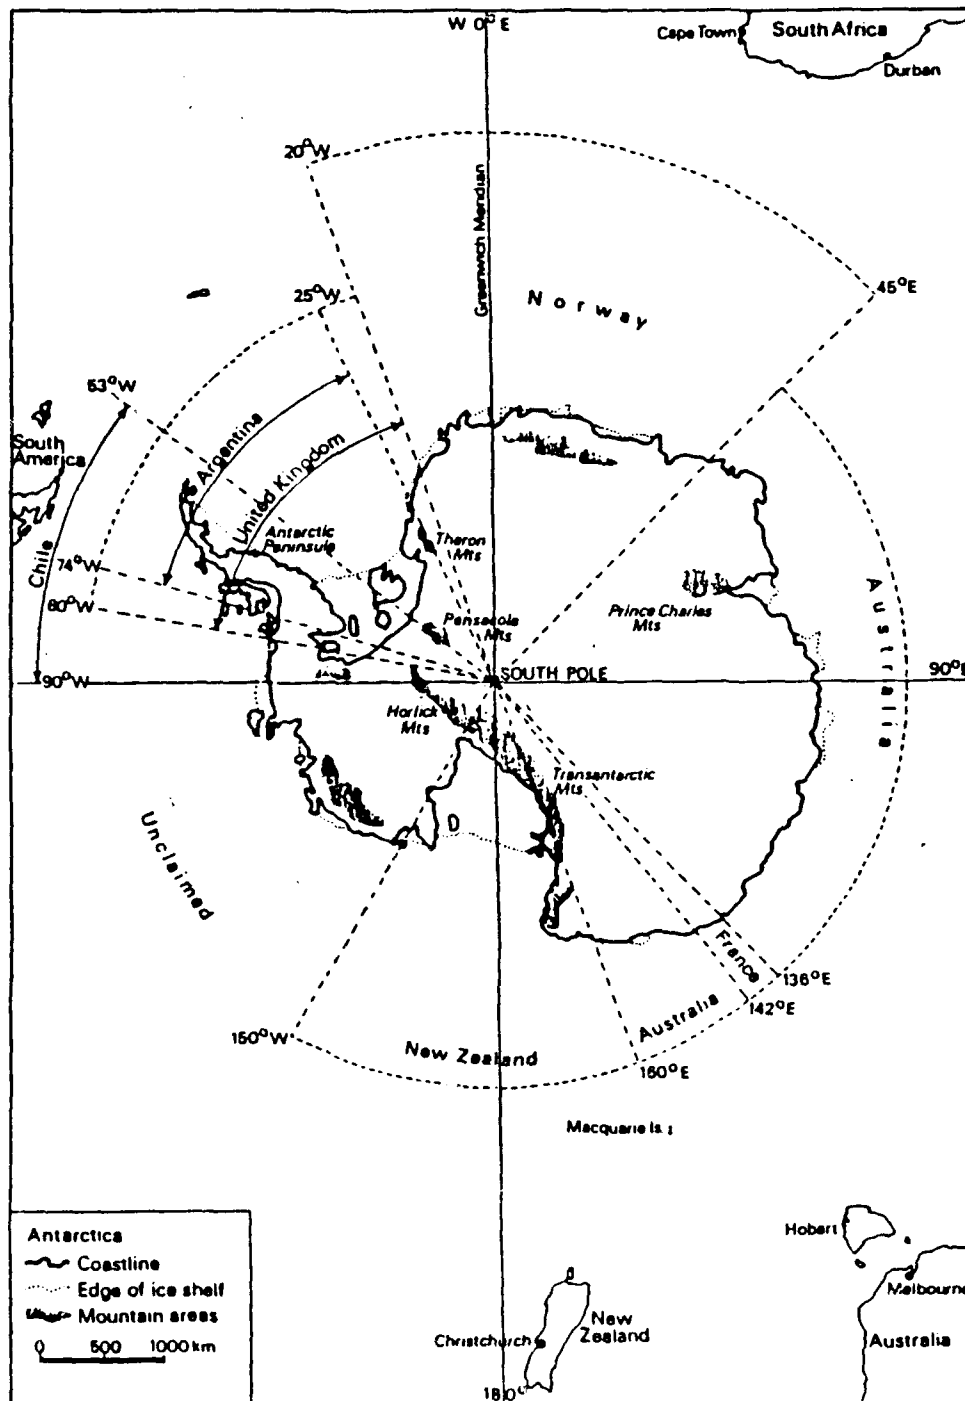 W 0° E
Cape Town
South Africa
Durban
20°W
Greenwich Meridian
25°W
Norway
45°E
53°W
South
America
Argentina
United Kingdom
Antarctic
Peninsula
Theron
Mts
Chile
74°W
80°W
Pensacola
Mts
Prince Charles
Mts
Australia
90°W
SOUTH POLE
90°E
Horlick
Mts
Transantarctic
Mts
Unclaimed
France
136°E
142°E
Australia
150°W
New Zealand
160°E
Macquarie Is.
Antarctica
Coastline
Edge of ice shelf
Mountain areas
0 500 1000 km
Hobart
Melbourne
Christchurch
New
Zealand
Australia
180°